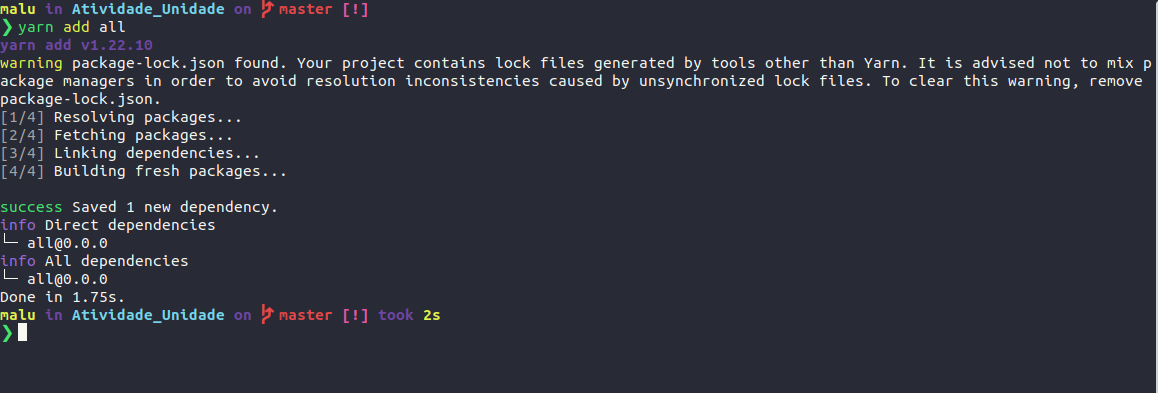 malu in Atividade_Unidade on master [!]
❯ yarn add all
yarn add v1.22.10
warning package-lock.json found. Your project contains lock files generated by tools other than Yarn. It is advised not to mix p
ackage managers in order to avoid resolution inconsistencies caused by unsynchronized lock files. To clear this warning, remove
package-lock.json.
[1/4] Resolving packages...
[2/4] Fetching packages...
[3/4] Linking dependencies...
[4/4] Building fresh packages...
success Saved 1 new dependency.
info Direct dependencies
└─ all@0.0.0
info All dependencies
└─ all@0.0.0
Done in 1.75s.
malu in Atividade_Unidade on master [!] took 2s
❯